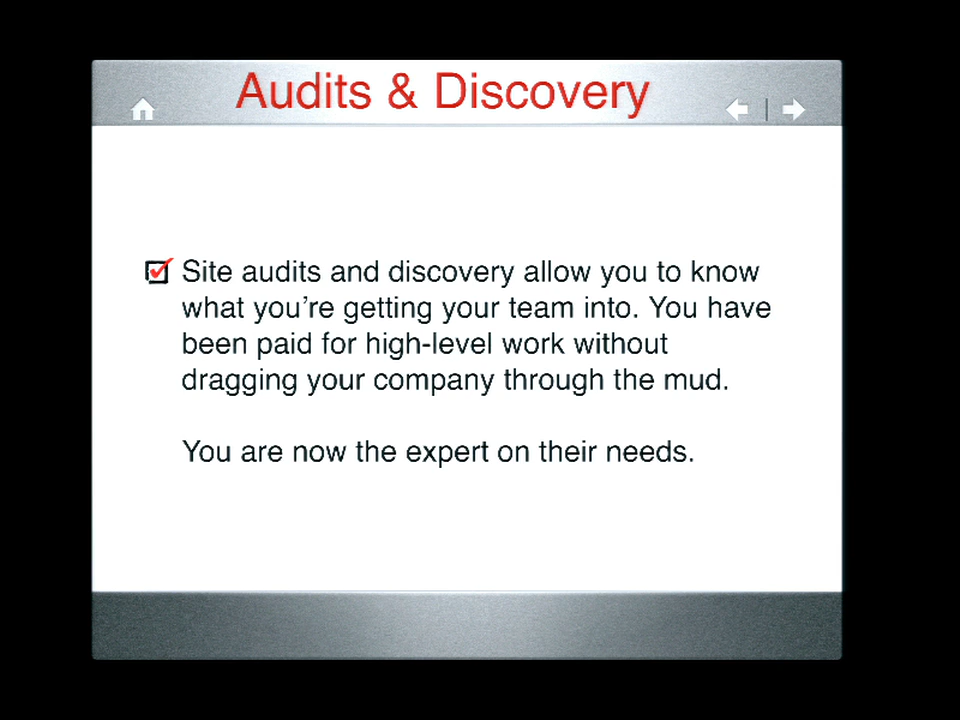 Audits & Discovery
Site audits and discovery allow you to know
what you’re getting your team into. You have
been paid for high-level work without
dragging your company through the mud.
You are now the expert on their needs.